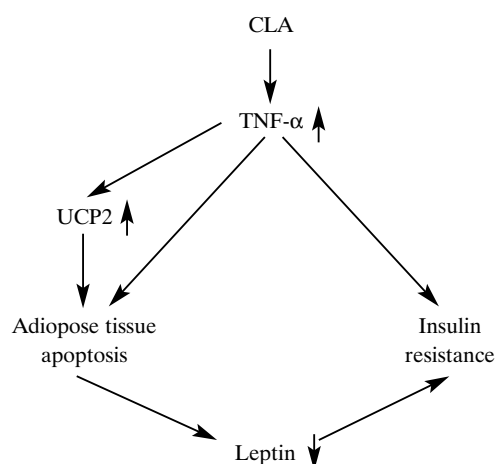 CLA
TNF-α
UCP2
Adiopose tissue
apoptosis
Insulin
resistance
Leptin